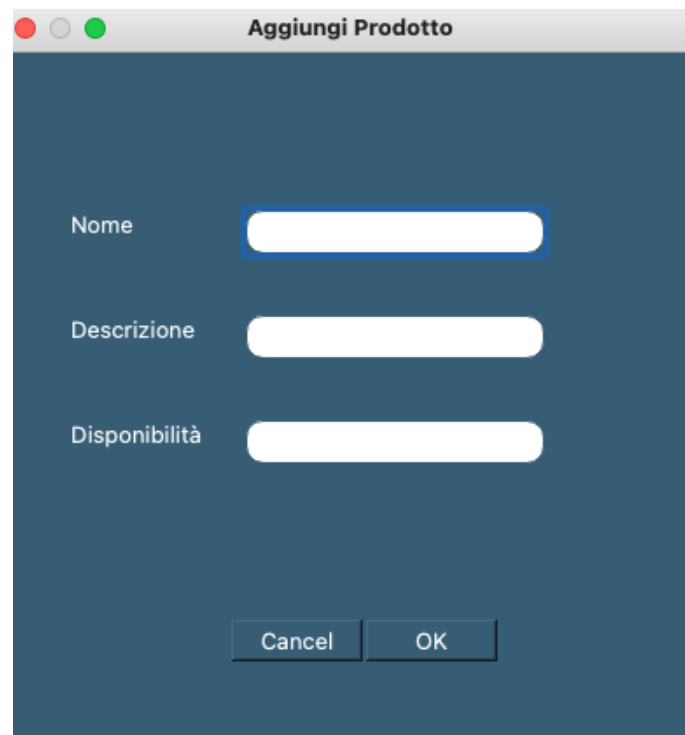 Aggiungi Prodotto
Nome
Descrizione
Disponibilità
Cancel OK